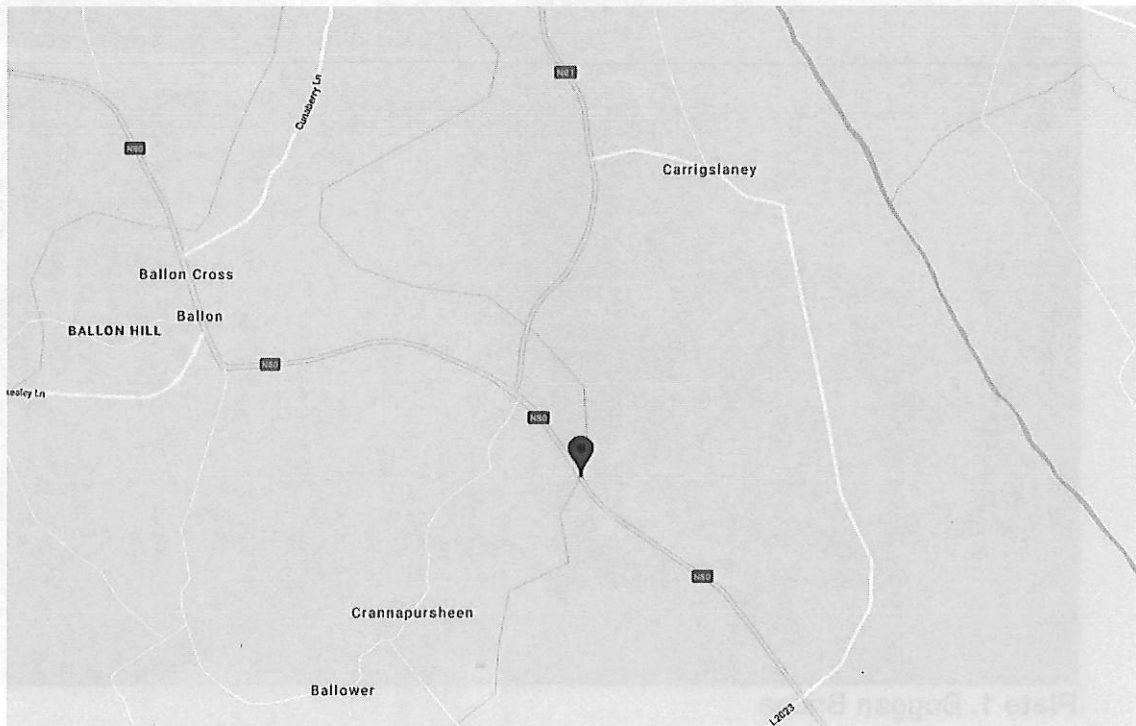 N81
Cunaberry Ln
N80
Carrigslaney
Ballon Cross
Ballon
BALLON HILL
N80
N80
N80
Crannapursheen
Ballower
L2023
Plate 1. Duggan